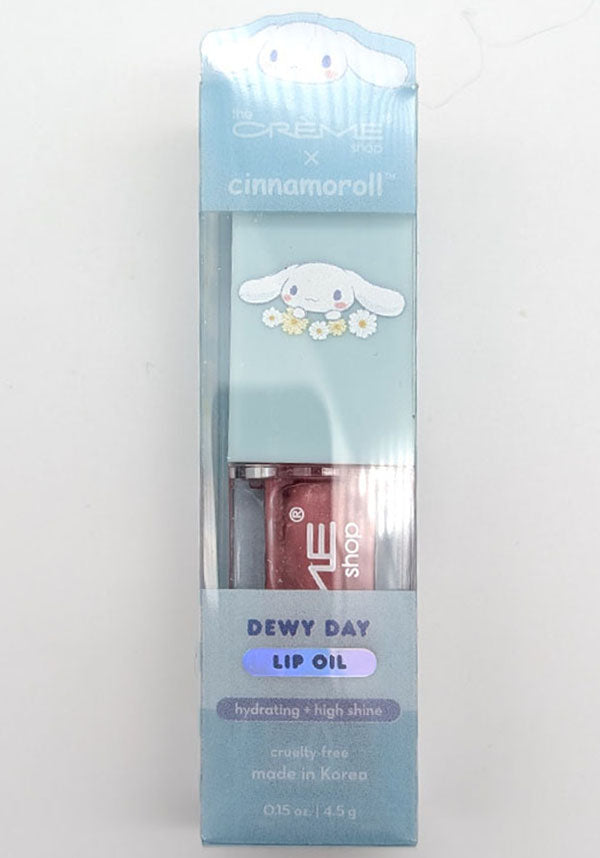 the
CRÈME
shop
x
cinnamoroll™
ME®
shop
DEWY DAY
LIP OIL
hydrating + high shine
cruelty-free
made in Korea
0.15 oz. | 4.5 g